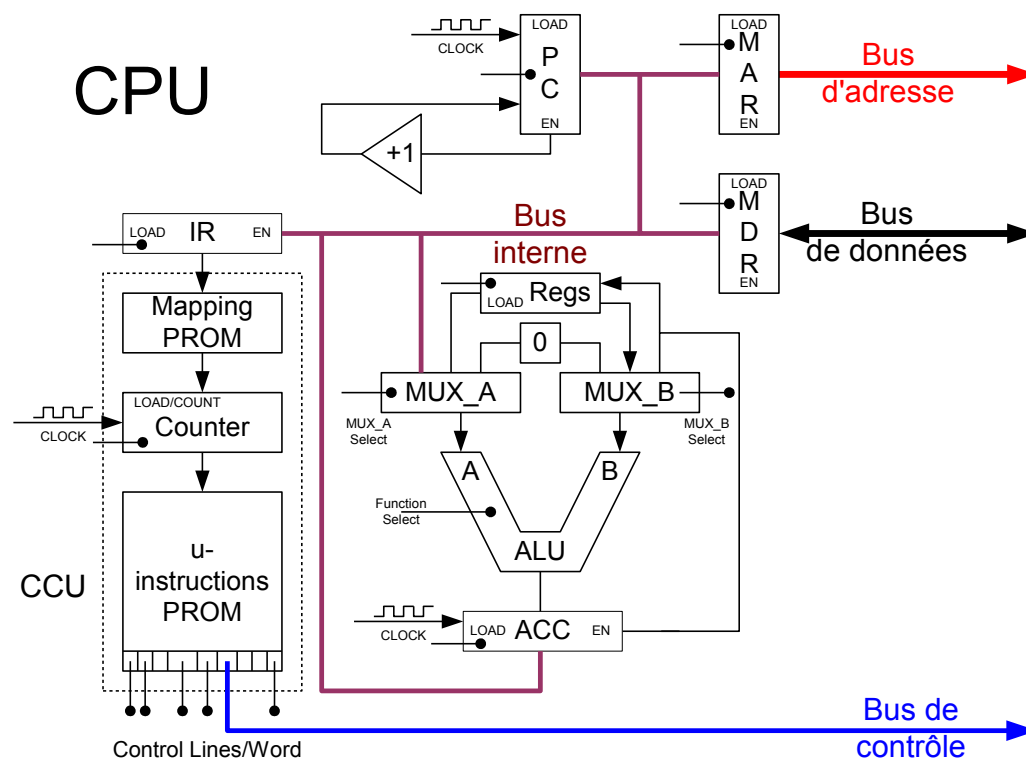 CPU
LOAD
P
C
EN
CLOCK
+1
LOAD
M
A
R
EN
Bus
d'adresse
LOAD
M
D
R
EN
Bus
de données
Bus
interne
LOAD
IR
EN
Mapping
PROM
LOAD/COUNT
Counter
CLOCK
u-
instructions
PROM
CCU
Control Lines/Word
LOAD
Regs
0
MUX_A
MUX_B
MUX_A
Select
MUX_B
Select
A
B
Function
Select
ALU
CLOCK
LOAD
ACC
EN
Bus de
contrôle